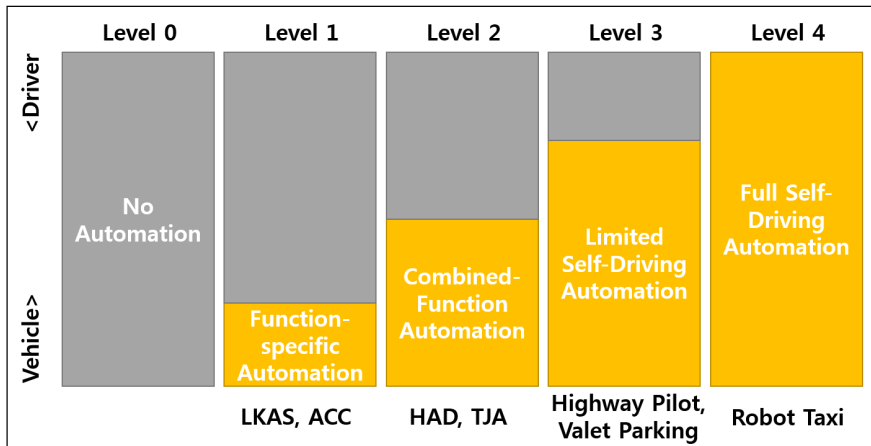 Level 0 Level 1 Level 2 Level 3 Level 4
<Driver
Vehicle>
No
Automation
Function-
specific
Automation
Combined-
Function
Automation
Limited
Self-Driving
Automation
Full Self-
Driving
Automation
LKAS, ACC
HAD, TJA
Highway Pilot,
Valet Parking
Robot Taxi